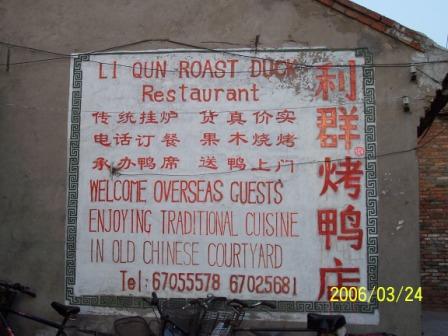 LI QUN ROAST DUCK
Restaurant
传统挂炉 货真价实
电话订餐 果木烧烤
承办鸭席 送鸭上门
WELCOME OVERSEAS GUESTS
ENJOYING TRADITIONAL CUISINE
IN OLD CHINESE COURTYARD
Tel: 67055578 67025681
利群烤鸭店
2006/03/24